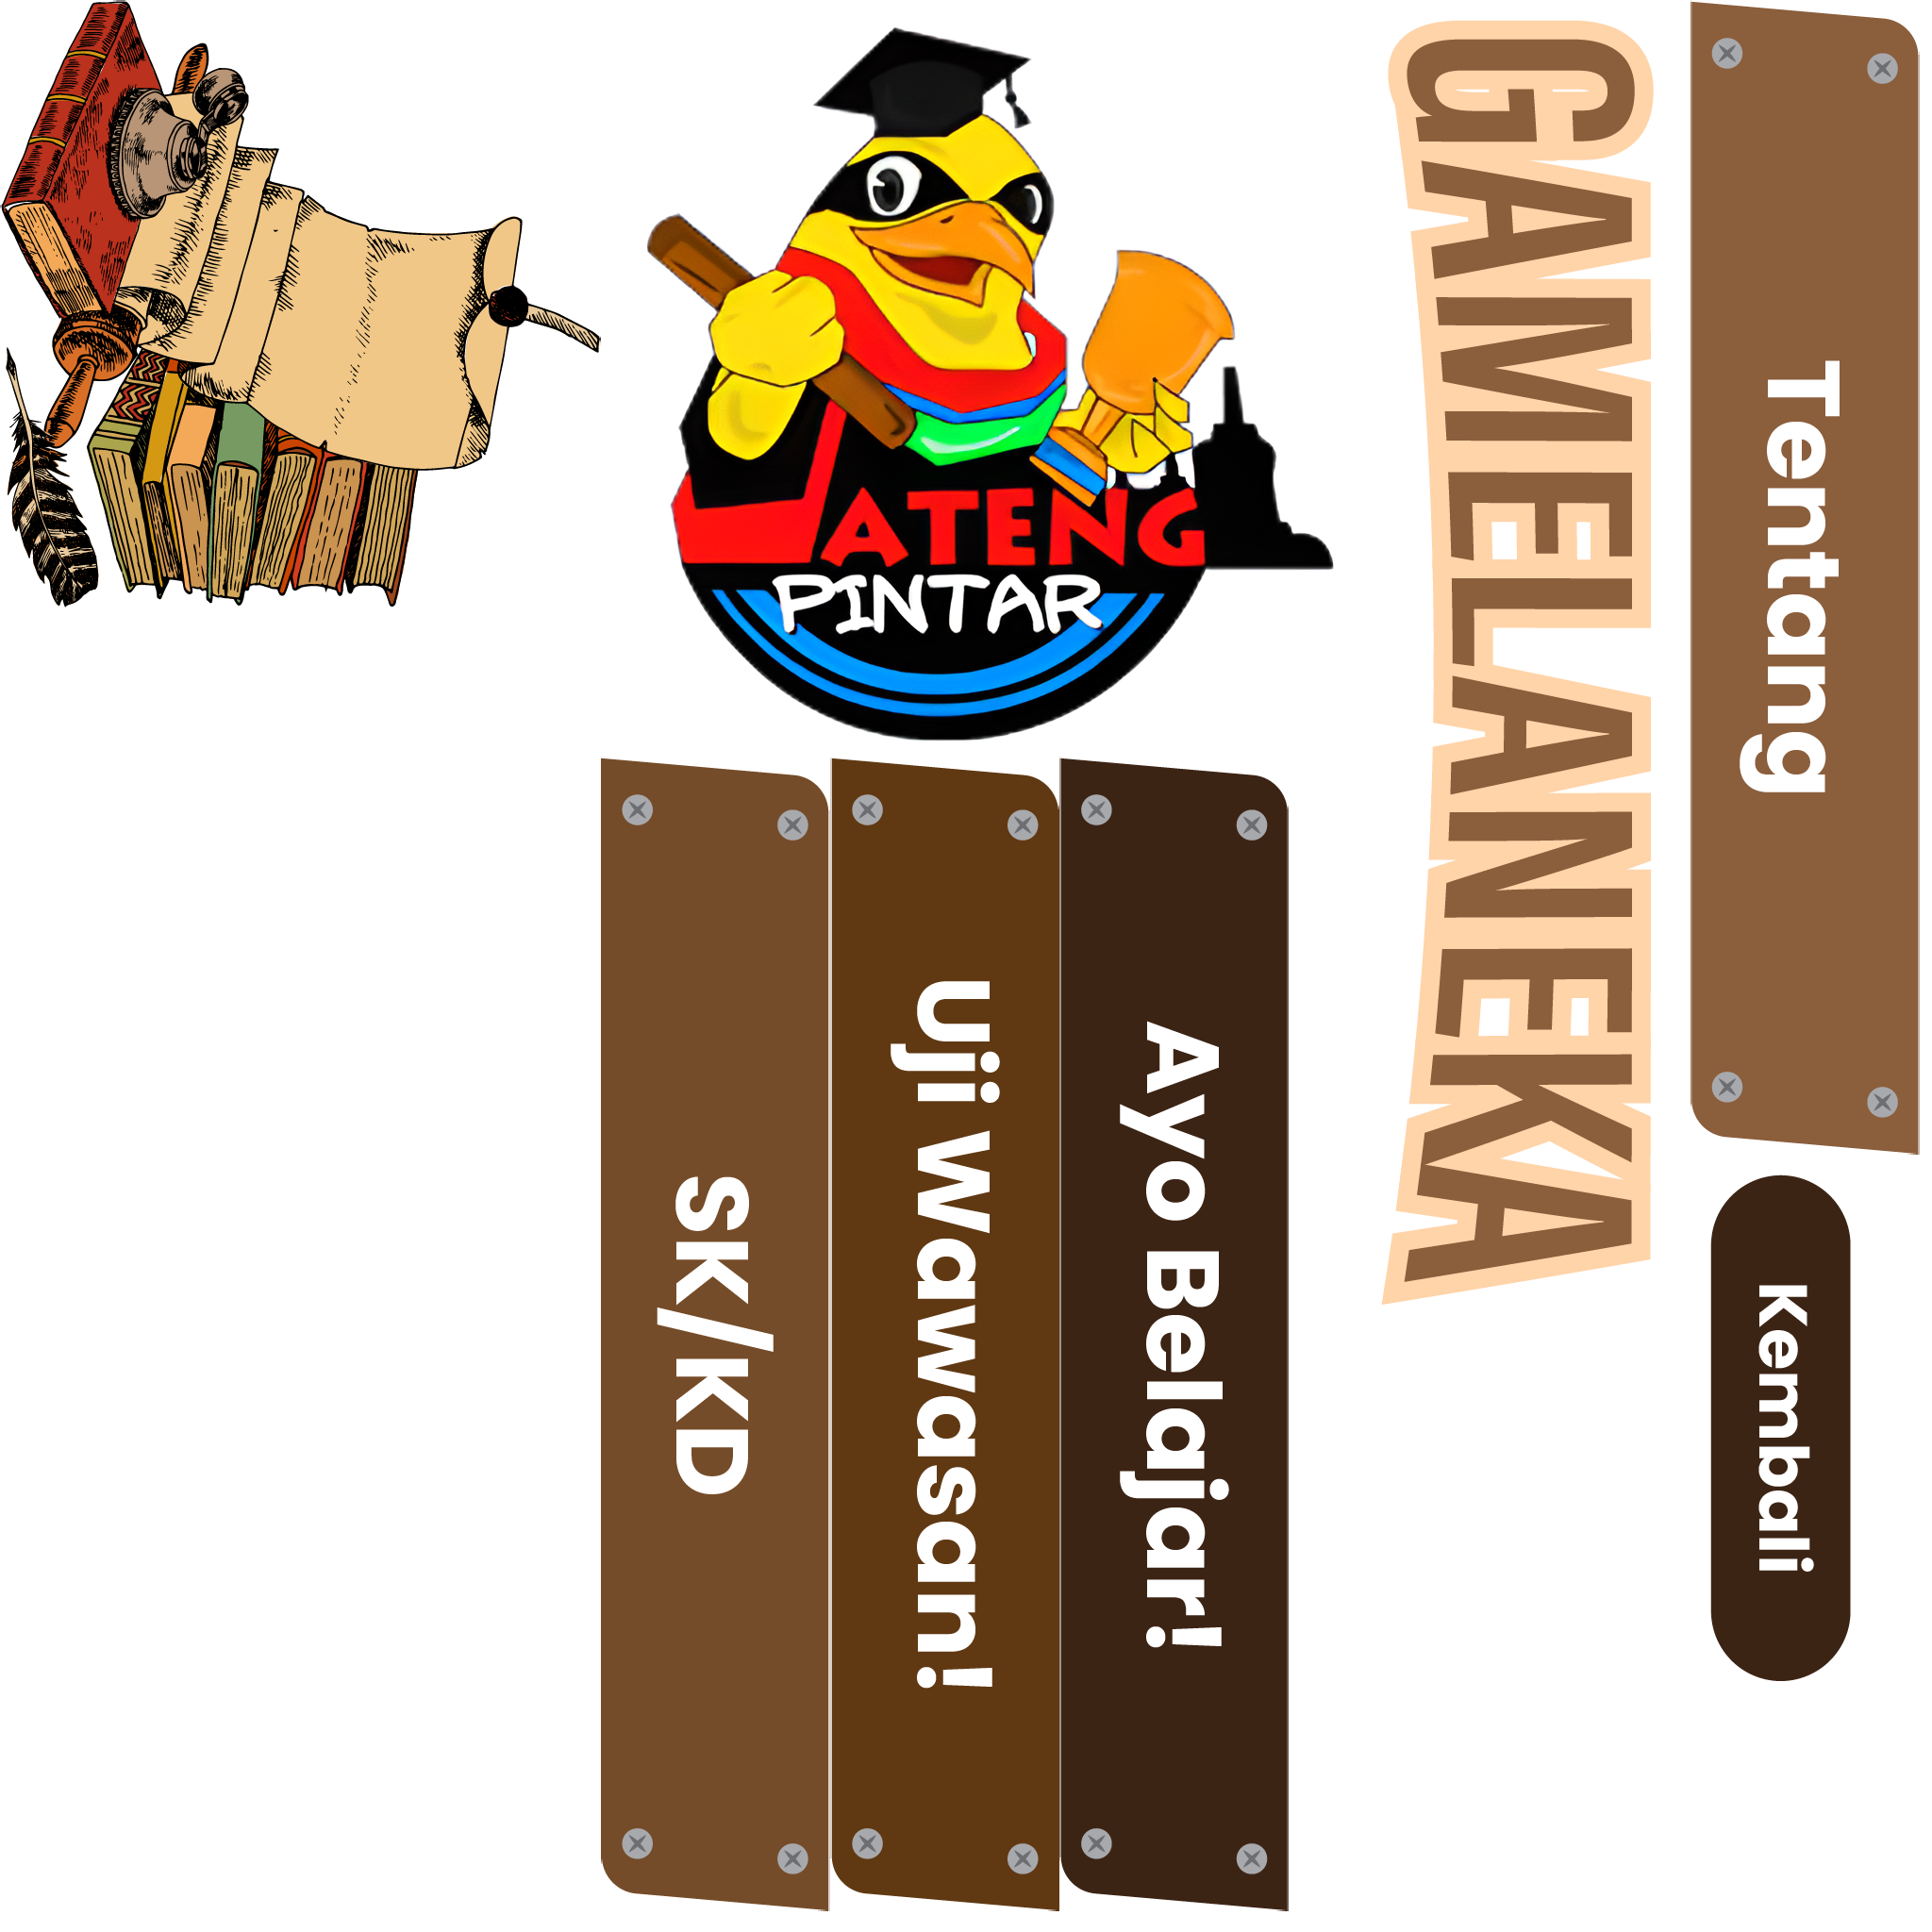 JATENG
PINTAR
GAMELANEKA
Tentang
Kembali
Ayo Belajar!
Uji Wawasan!
SK/KD